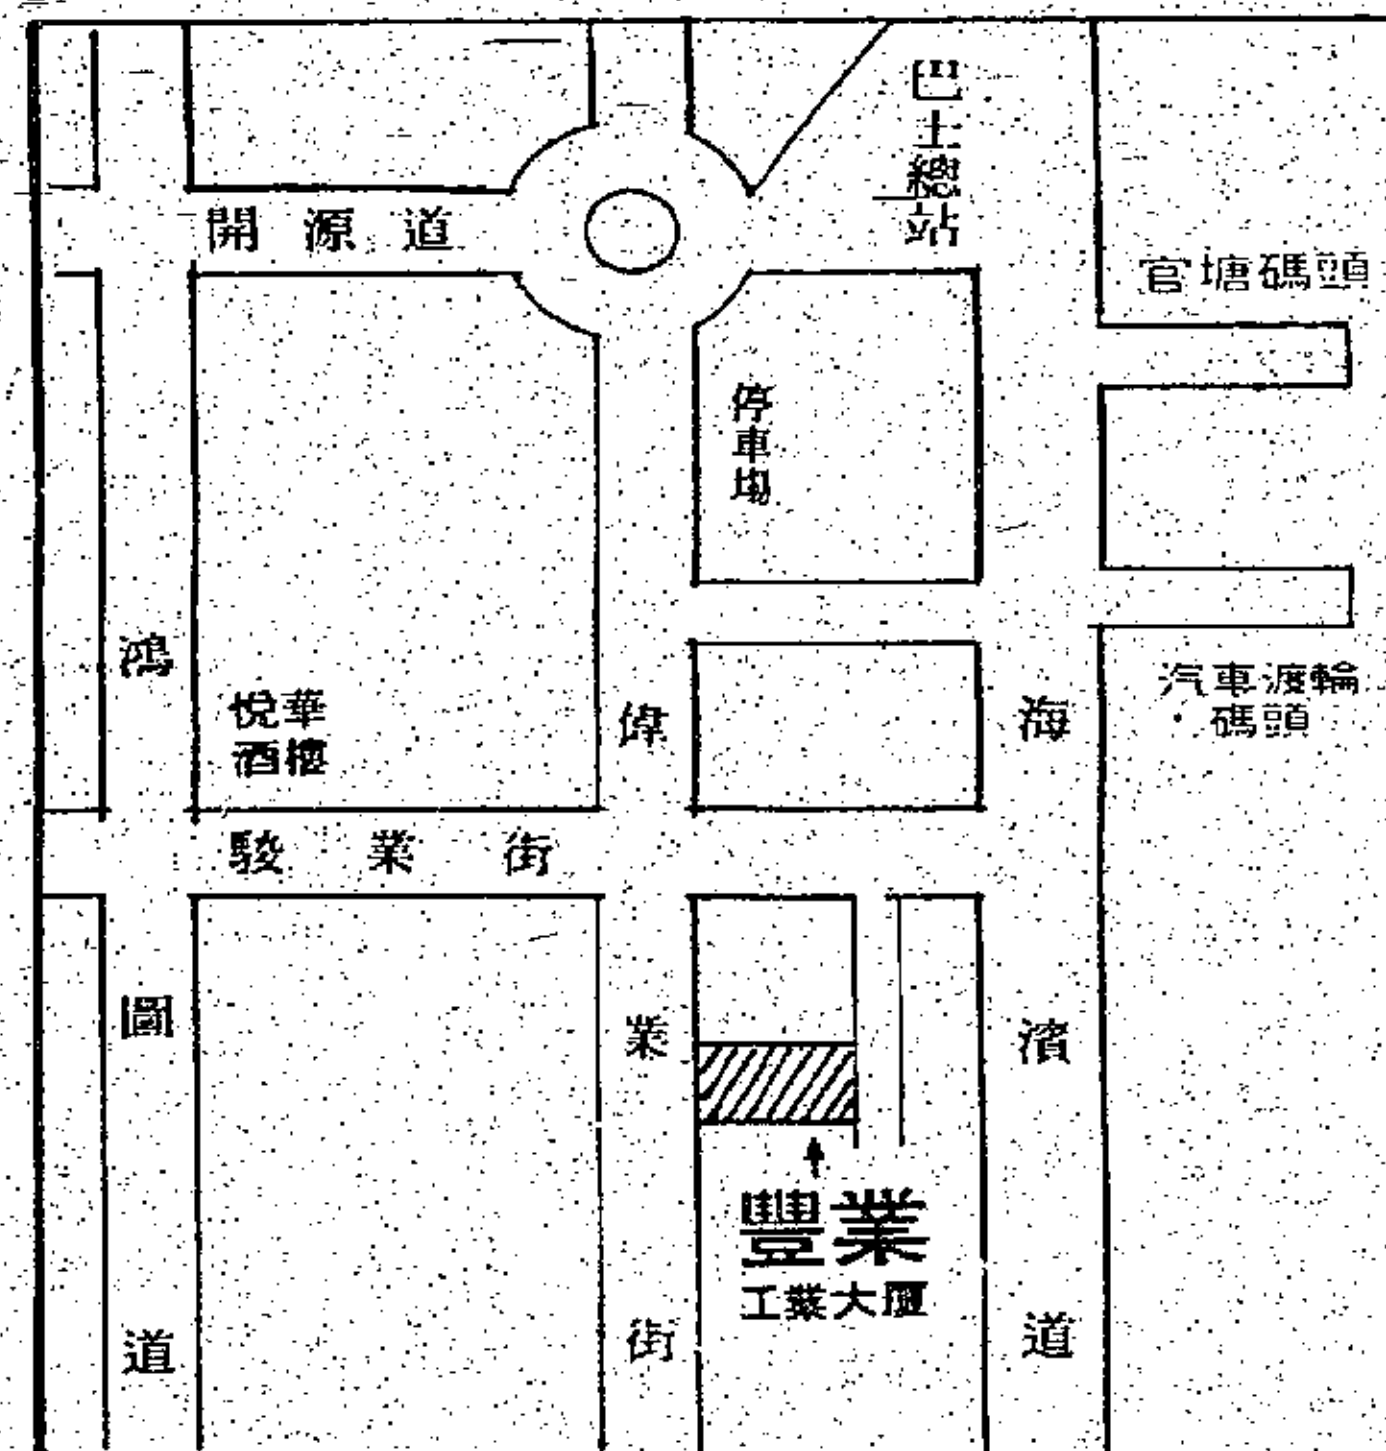 巴士總站
開源道
官塘碼頭
停車場
鴻圖道
悅華
酒樓
偉業街
海濱道
汽車渡輪
碼頭
駿業街
豐業
工業大廈